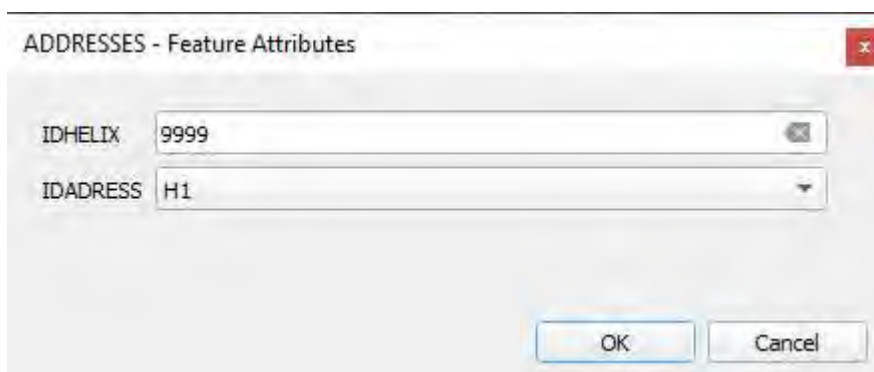 ADDRESSES - Feature Attributes
IDHELIX 9999
IDADRESS H1
OK Cancel